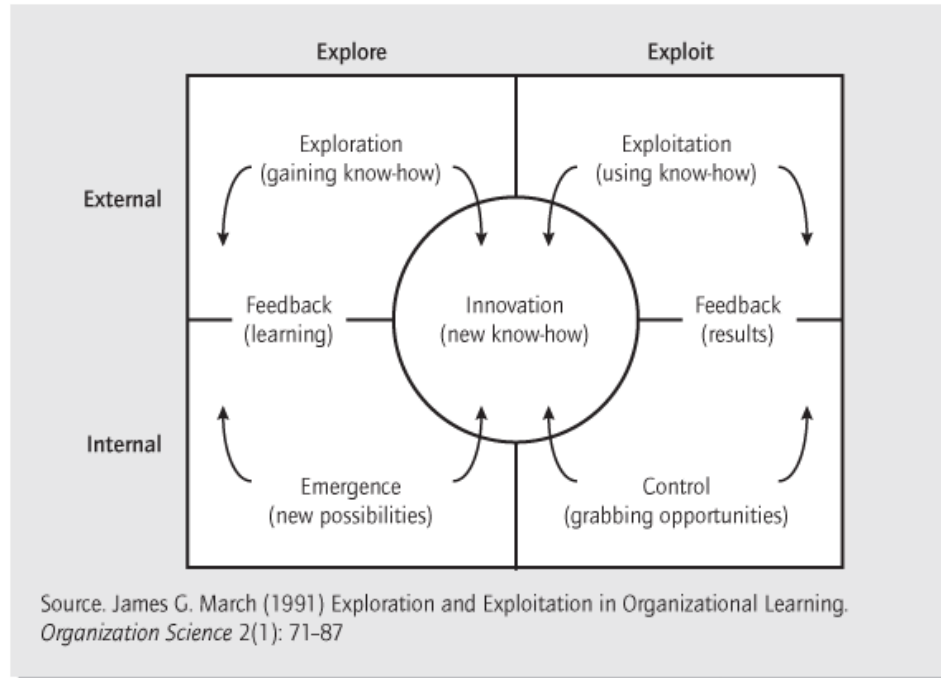 Explore
Exploit
External
Exploration
(gaining know-how)
Exploitation
(using know-how)
Feedback
(learning)
Innovation
(new know-how)
Feedback
(results)
Internal
Emergence
(new possibilities)
Control
(grabbing opportunities)
Source. James G. March (1991) Exploration and Exploitation in Organizational Learning.
Organization Science 2(1): 71–87